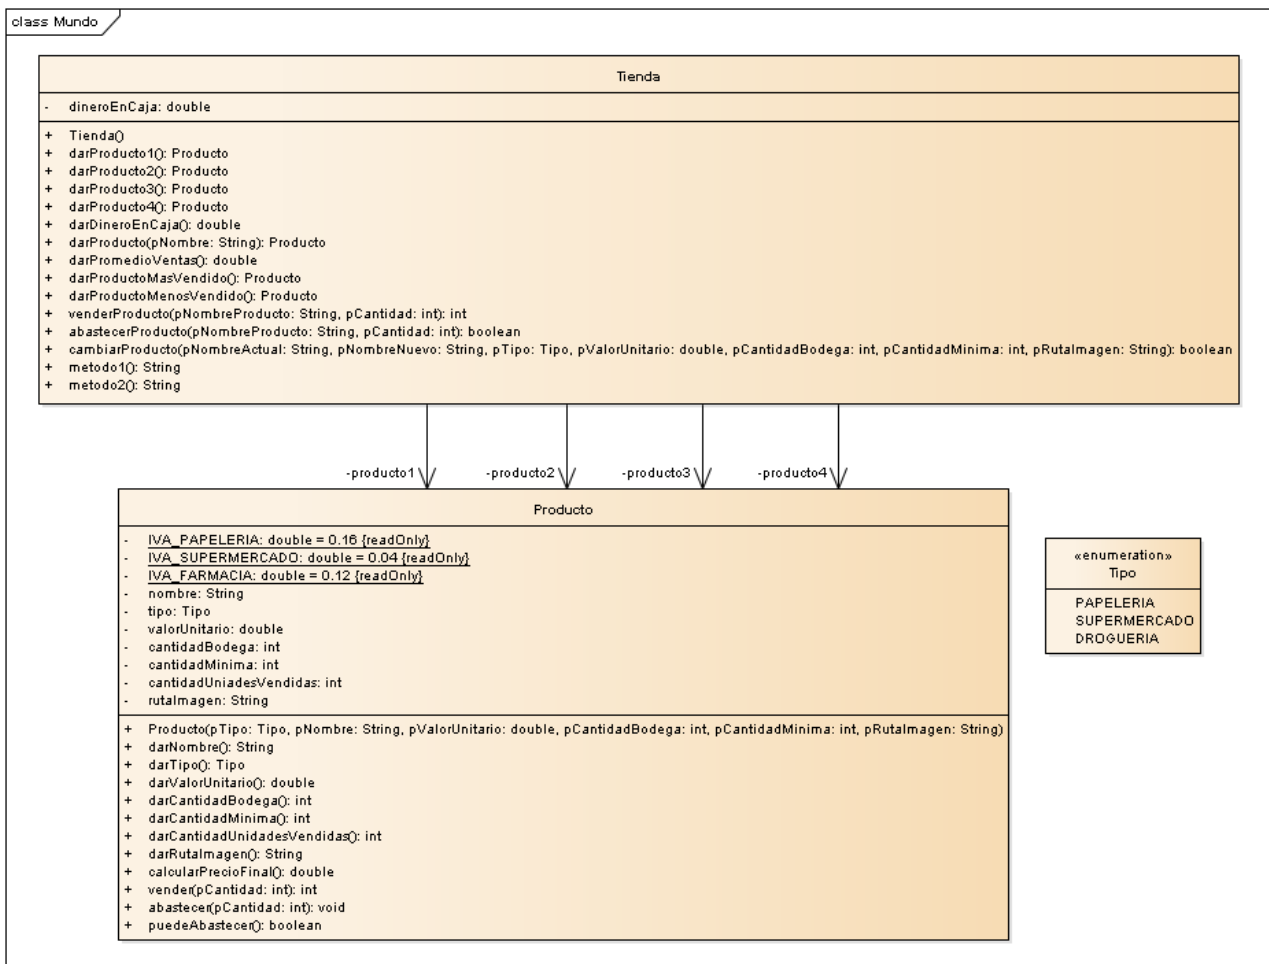 class Mundo
Tienda
- dineroEnCaja: double
+ Tienda()
+ darProducto1(): Producto
+ darProducto2(): Producto
+ darProducto3(): Producto
+ darProducto4(): Producto
+ darDineroEnCaja(): double
+ darProducto(pNombre: String): Producto
+ darPromedioVentas(): double
+ darProductoMasVendido(): Producto
+ darProductoMenosVendido(): Producto
+ venderProducto(pNombreProducto: String, pCantidad: int): int
+ abastecerProducto(pNombreProducto: String, pCantidad: int): boolean
+ cambiarProducto(pNombreActual: String, pNombreNuevo: String, pTipo: Tipo, pValorUnitario: double, pCantidadBodega: int, pCantidadMinima: int, pRutaImagen: String): boolean
+ metodo1(): String
+ metodo2(): String
-producto1 -producto2 -producto3 -producto4
Producto
- IVA_PAPELERIA: double = 0.16 {readOnly}
- IVA_SUPERMERCADO: double = 0.04 {readOnly}
- IVA_FARMACIA: double = 0.12 {readOnly}
- nombre: String
- tipo: Tipo
- valorUnitario: double
- cantidadBodega: int
- cantidadMinima: int
- cantidadUniadesVendidas: int
- rutaImagen: String
+ Producto(pTipo: Tipo, pNombre: String, pValorUnitario: double, pCantidadBodega: int, pCantidadMinima: int, pRutaImagen: String)
+ darNombre(): String
+ darTipo(): Tipo
+ darValorUnitario(): double
+ darCantidadBodega(): int
+ darCantidadMinima(): int
+ darCantidadUnidadesVendidas(): int
+ darRutaImagen(): String
+ calcularPrecioFinal(): double
+ vender(pCantidad: int): int
+ abastecer(pCantidad: int): void
+ puedeAbastecer(): boolean
«enumeration»
Tipo
PAPELERIA
SUPERMERCADO
DROGUERIA